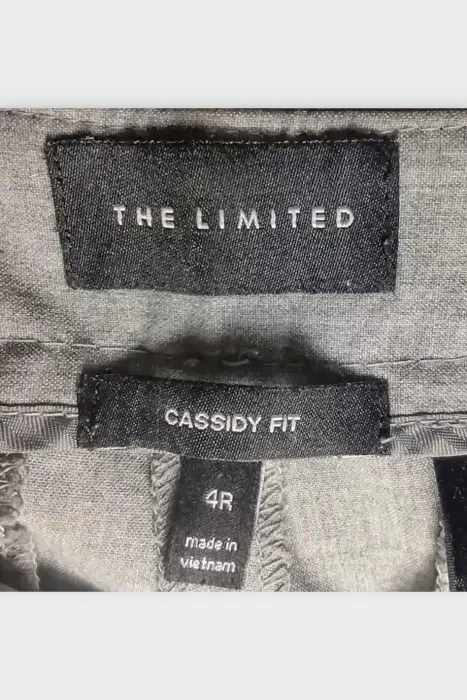 THE LIMITED
CASSIDY FIT
4R
made in
vietnam